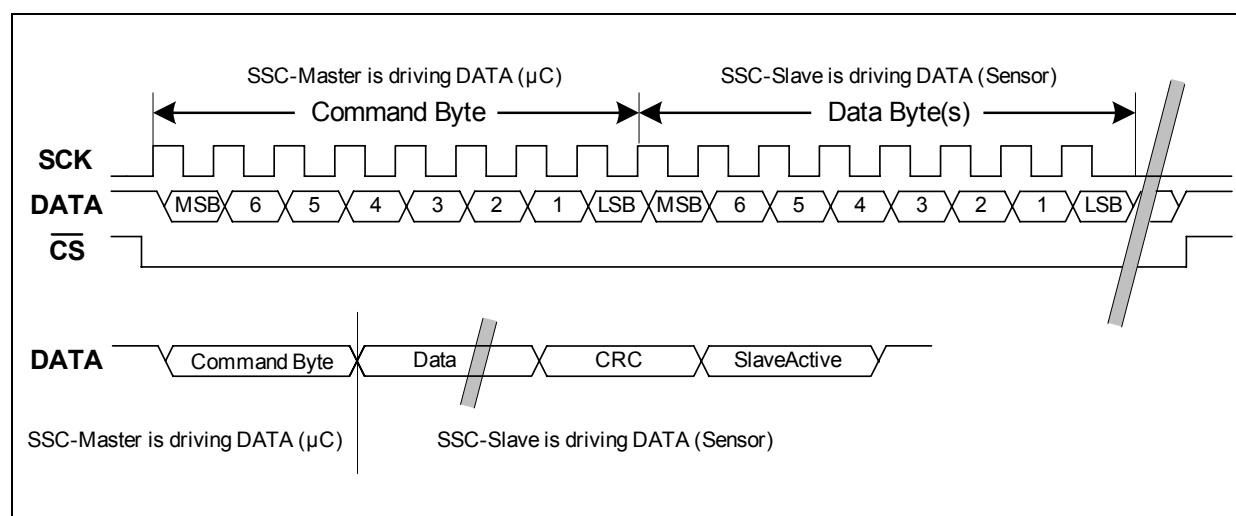 SSC-Master is driving DATA (µC) SSC-Slave is driving DATA (Sensor)
Command Byte Data Byte(s)
SCK
DATA MSB 6 5 4 3 2 1 LSB MSB 6 5 4 3 2 1 LSB
CS
DATA Command Byte Data CRC SlaveActive
SSC-Master is driving DATA (µC) SSC-Slave is driving DATA (Sensor)